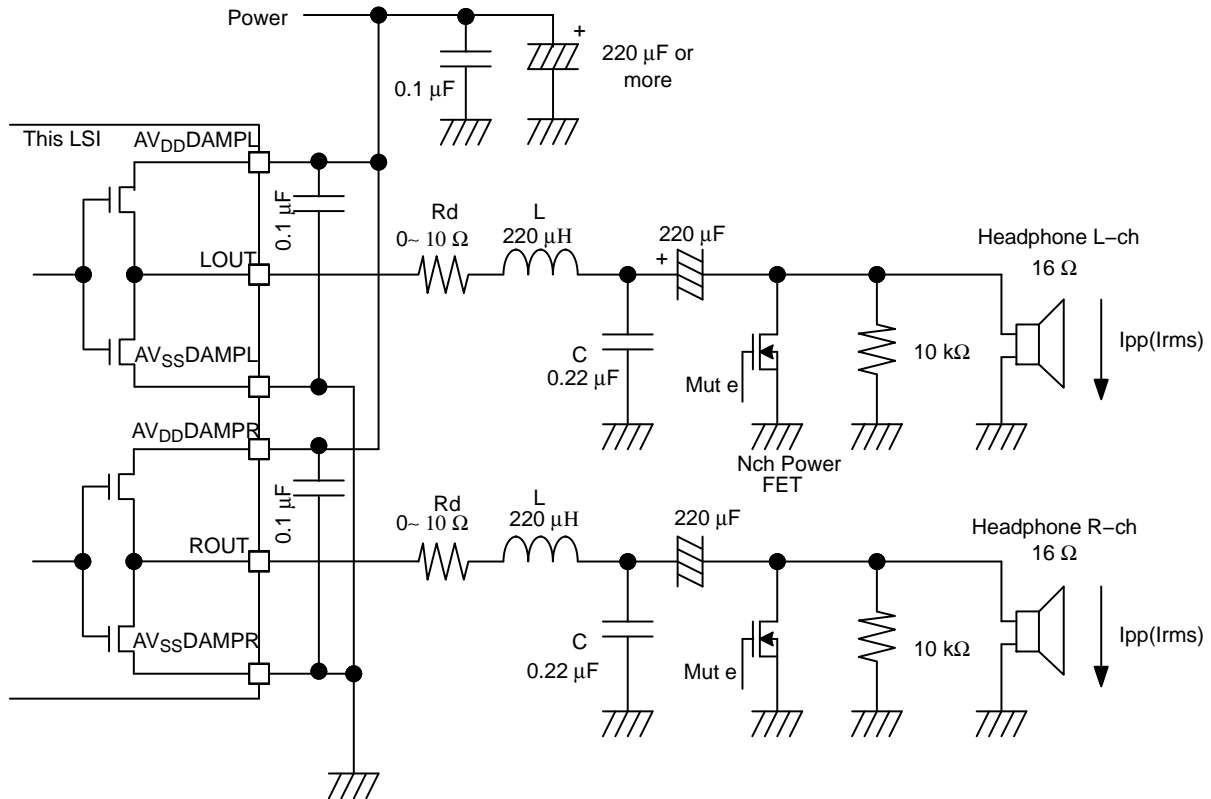 Power
+
220 µF or
more
0.1 µF
This LSI
AVDDDAMPL
0.1 µF
LOUT
AVSSDAMPL
Rd
0~ 10 Ω
L
220 µH
220 µF
+
C
0.22 µF
Mut e
10 kΩ
Headphone L−ch
16 Ω
Ipp(Irms)
Nch Power
FET
AVDDDAMPR
0.1 µF
ROUT
AVSSDAMPR
Rd
0~ 10 Ω
L
220 µH
220 µF
C
0.22 µF
Mut e
10 kΩ
Headphone R−ch
16 Ω
Ipp(Irms)